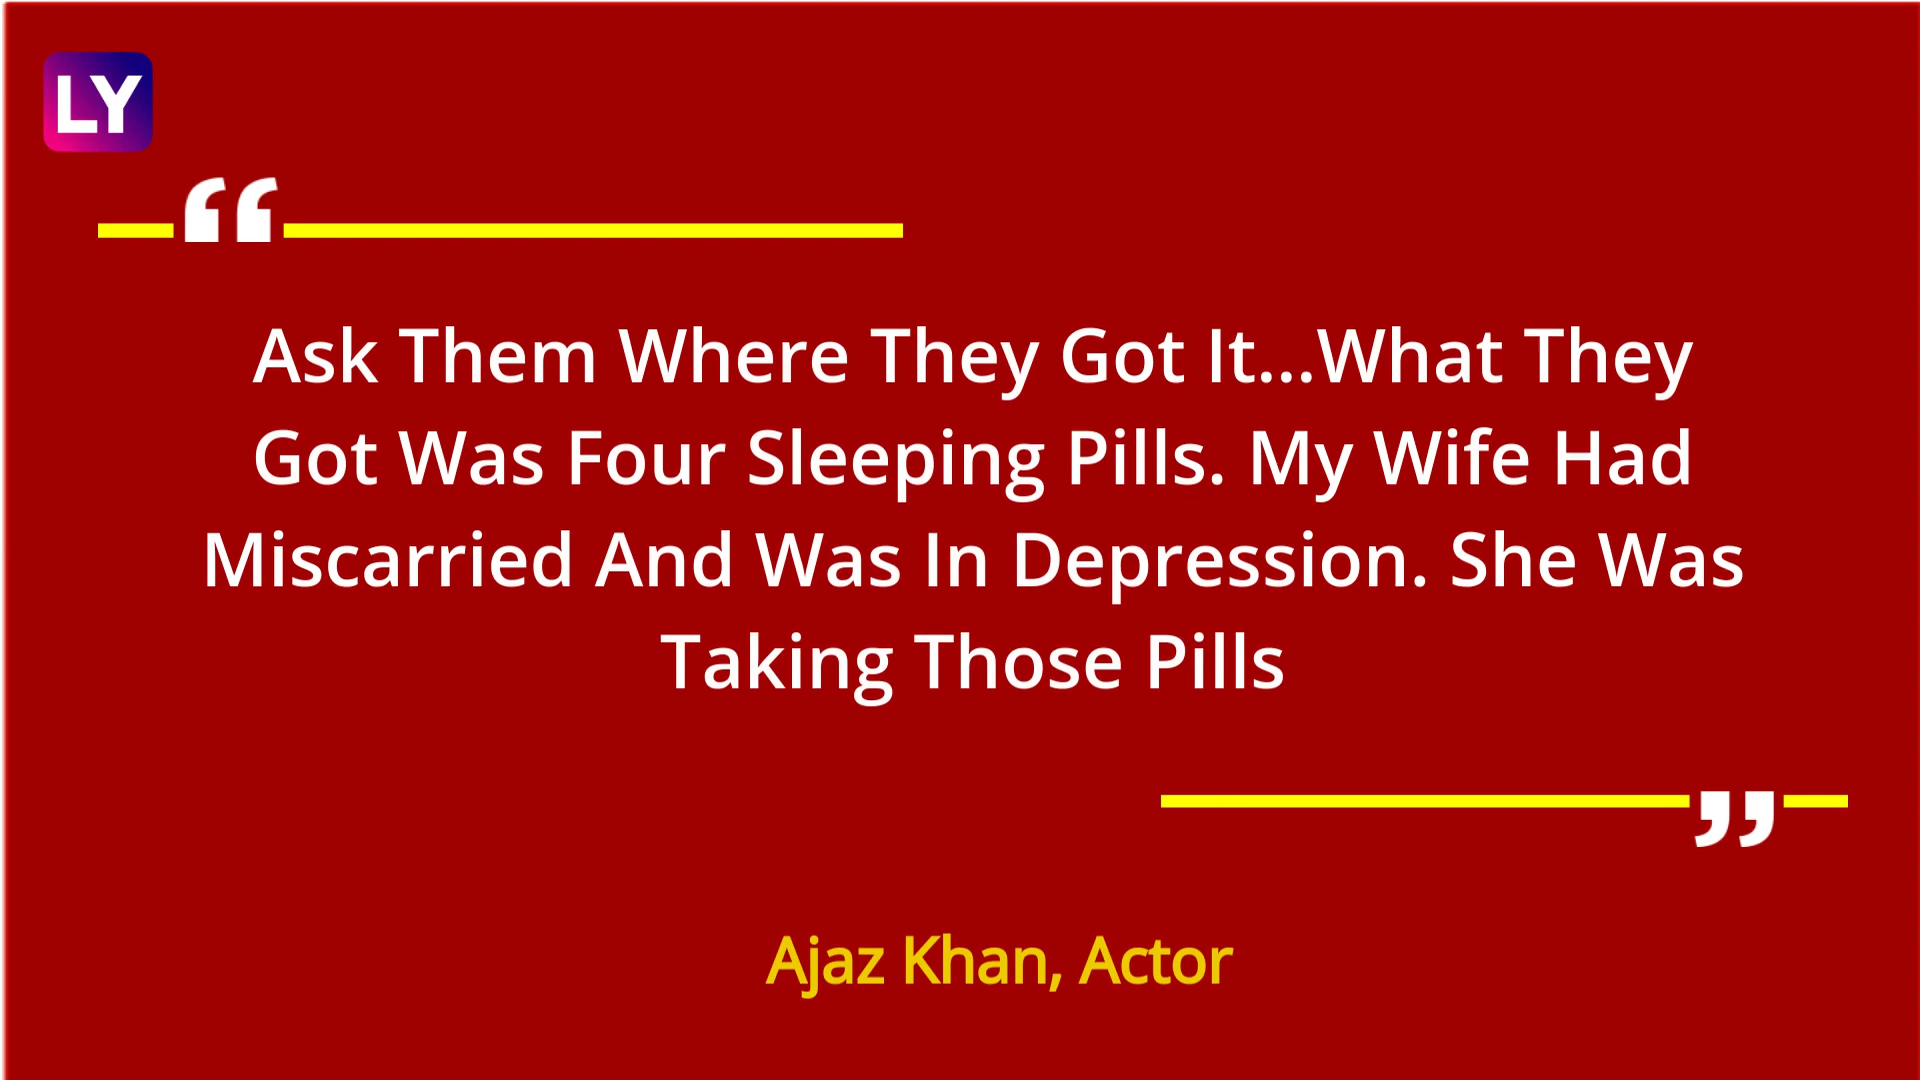 LY
“
Ask Them Where They Got It...What They
Got Was Four Sleeping Pills. My Wife Had
Miscarried And Was In Depression. She Was
Taking Those Pills
”
Ajaz Khan, Actor